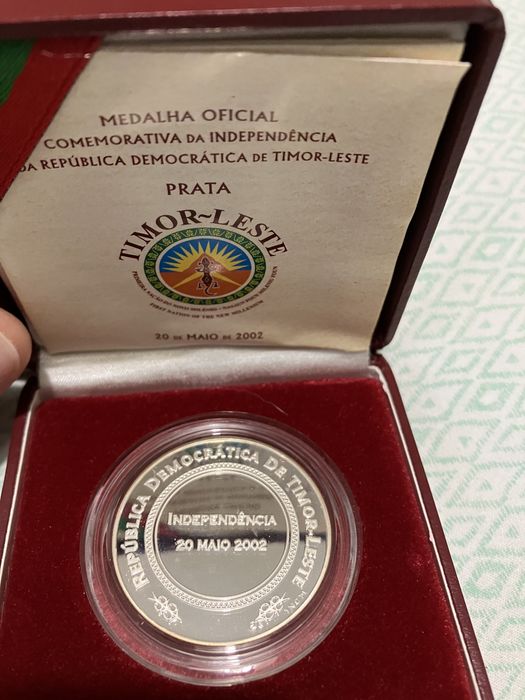 MEDALHA OFICIAL
COMEMORATIVA DA INDEPENDÊNCIA
DA REPÚBLICA DEMOCRÁTICA DE TIMOR-LESTE
PRATA
TIMOR~LESTE
FIRST NATION OF THE NEW MILLENNIUM
20 DE MAIO DE 2002
REPÚBLICA DEMOCRÁTICA DE TIMOR-LESTE
INDEPENDÊNCIA
20 MAIO 2002